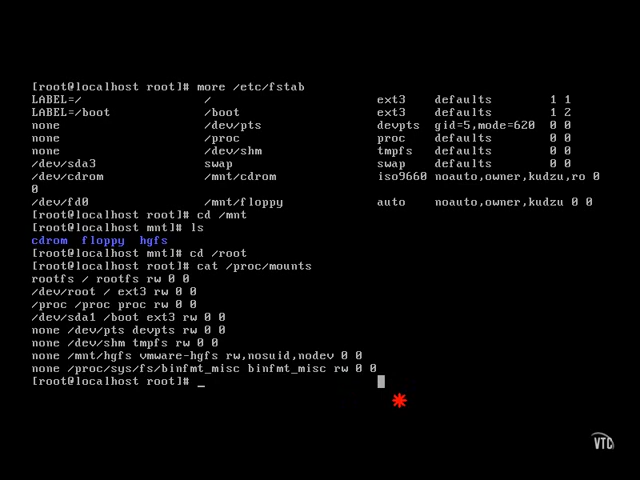 [root@localhost root]# more /etc/fstab
LABEL=/ / ext3 defaults 1 1
LABEL=/boot /boot ext3 defaults 1 2
none /dev/pts devpts gid=5,mode=620 0 0
none /proc proc defaults 0 0
none /dev/shm tmpfs defaults 0 0
/dev/sda3 swap swap defaults 0 0
/dev/cdrom /mnt/cdrom iso9660 noauto,owner,kudzu,ro 0
0
/dev/fd0 /mnt/floppy auto noauto,owner,kudzu 0 0
[root@localhost root]# cd /mnt
[root@localhost mnt]# ls
cdrom floppy hgfs
[root@localhost mnt]# cd /root
[root@localhost root]# cat /proc/mounts
rootfs / rootfs rw 0 0
/dev/root / ext3 rw 0 0
/proc /proc proc rw 0 0
/dev/sda1 /boot ext3 rw 0 0
none /dev/pts devpts rw 0 0
none /dev/shm tmpfs rw 0 0
none /mnt/hgfs vmware-hgfs rw,nosuid,nodev 0 0
none /proc/sys/fs/binfmt_misc binfmt_misc rw 0 0
[root@localhost root]# _
VTC